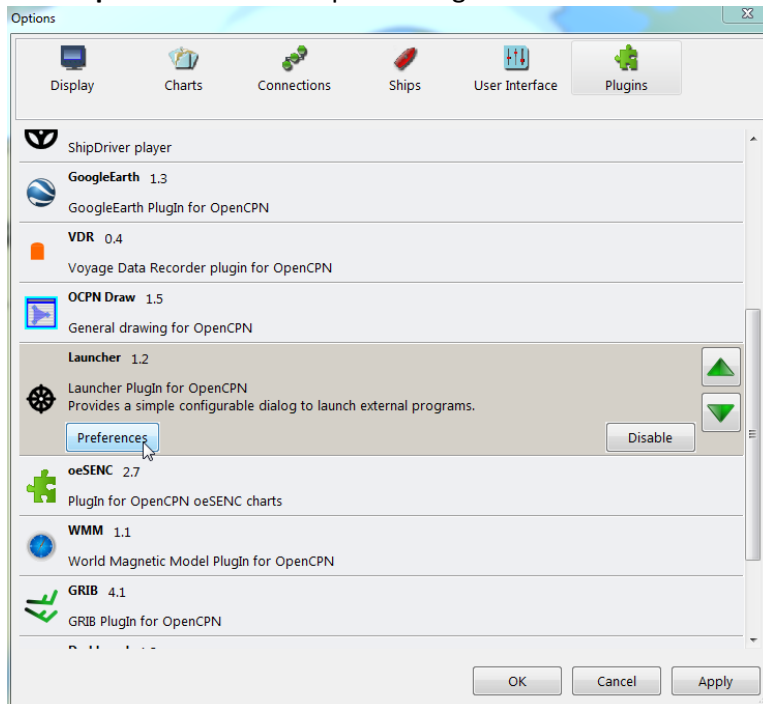 Options
Display Charts Connections Ships User Interface Plugins
ShipDriver player
GoogleEarth 1.3
GoogleEarth PlugIn for OpenCPN
VDR 0.4
Voyage Data Recorder plugin for OpenCPN
OCPN Draw 1.5
General drawing for OpenCPN
Launcher 1.2
Launcher PlugIn for OpenCPN
Provides a simple configurable dialog to launch external programs.
Preferences Disable
oeSENC 2.7
PlugIn for OpenCPN oeSENC charts
WMM 1.1
World Magnetic Model PlugIn for OpenCPN
GRIB 4.1
GRIB PlugIn for OpenCPN
OK Cancel Apply